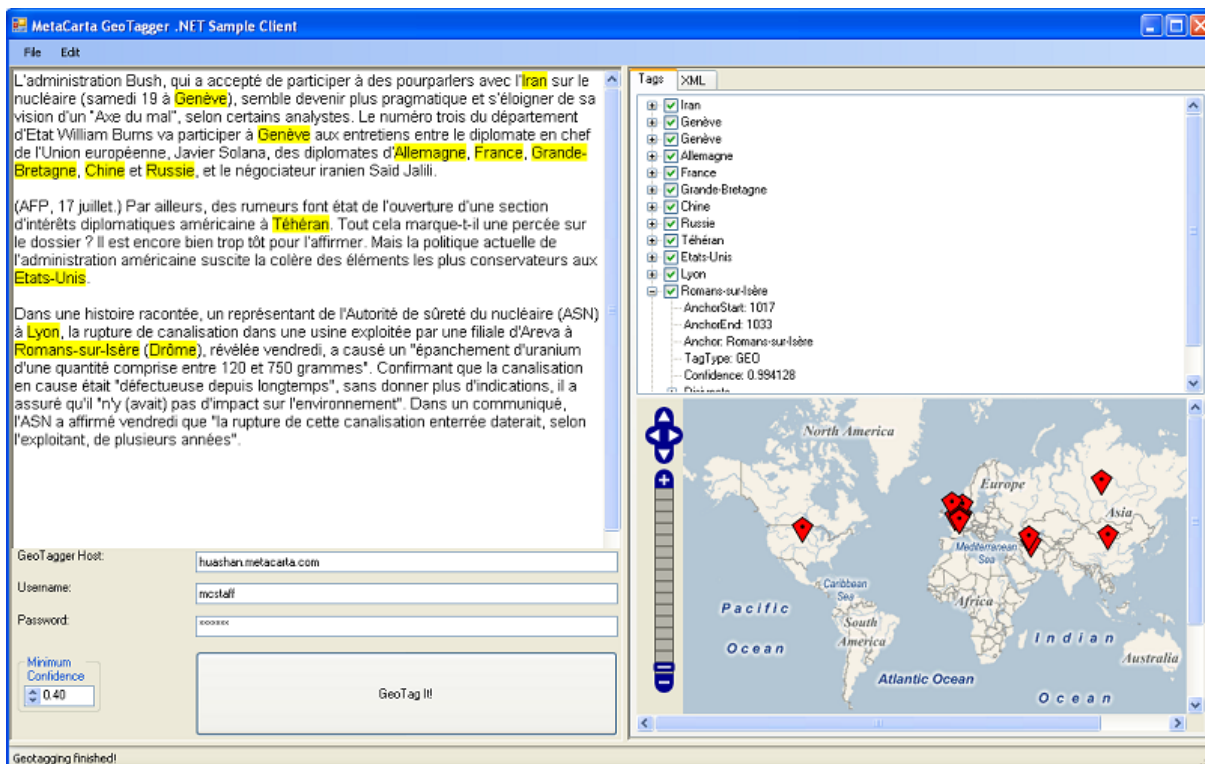 MetaCarta GeoTagger .NET Sample Client
File Edit
L'administration Bush, qui a accepté de participer à des pourparlers avec l'Iran sur le
nucléaire (samedi 19 à Genève), semble devenir plus pragmatique et s'éloigner de sa
vision d'un "Axe du mal", selon certains analystes. Le numéro trois du département
d'Etat William Burns va participer à Genève aux entretiens entre le diplomate en chef
de l'Union européenne, Javier Solana, des diplomates d'Allemagne, France, Grande-
Bretagne, Chine et Russie, et le négociateur iranien Saïd Jalili.
(AFP, 17 juillet.) Par ailleurs, des rumeurs font état de l'ouverture d'une section
d'intérêts diplomatiques américaine à Téhéran. Tout cela marque-t-il une percée sur
le dossier ? Il est encore bien trop tôt pour l'affirmer. Mais la politique actuelle de
l'administration américaine suscite la colère des éléments les plus conservateurs aux
Etats-Unis.
Dans une histoire racontée, un représentant de l'Autorité de sûreté du nucléaire (ASN)
à Lyon, la rupture de canalisation dans une usine exploitée par une filiale d'Areva à
Romans-sur-Isère (Drôme), révélée vendredi, a causé un "épanchement d'uranium
d'une quantité comprise entre 120 et 750 grammes". Confirmant que la canalisation
en cause était "défectueuse depuis longtemps", sans donner plus d'indications, il a
assuré qu'il "n'y (avait) pas d'impact sur l'environnement". Dans un communiqué,
l'ASN a affirmé vendredi que "la rupture de cette canalisation enterrée daterait, selon
l'exploitant, de plusieurs années".
GeoTagger Host:
huashan.metacarta.com
Username:
mcstaff
Password:
××××××
Minimum
Confidence
0.40
GeoTag It!
Geotagging finished!
Tags XML
Iran
Genève
Genève
Allemagne
France
Grande-Bretagne
Chine
Russie
Téhéran
Etats-Unis
Lyon
Romans-sur-Isère
AnchorStart: 1017
AnchorEnd: 1033
Anchor: Romans-sur-Isère
TagType: GEO
Confidence: 0.994128
North America
Europe
Asia
Mediterranean
Sea
Caribbean
Sea
Africa
Pacific
Ocean
South
America
Indian
Ocean
Australia
Atlantic Ocean